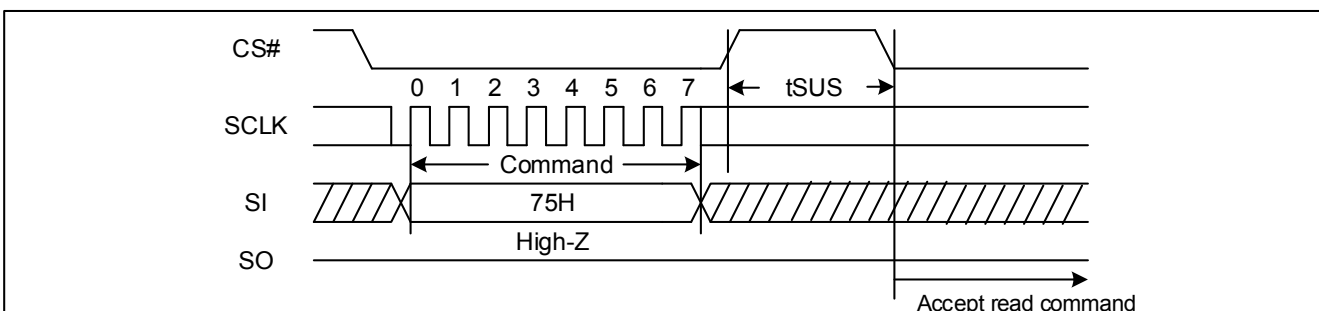 CS#
0 1 2 3 4 5 6 7
tSUS
SCLK
Command
SI
75H
High-Z
SO
Accept read command